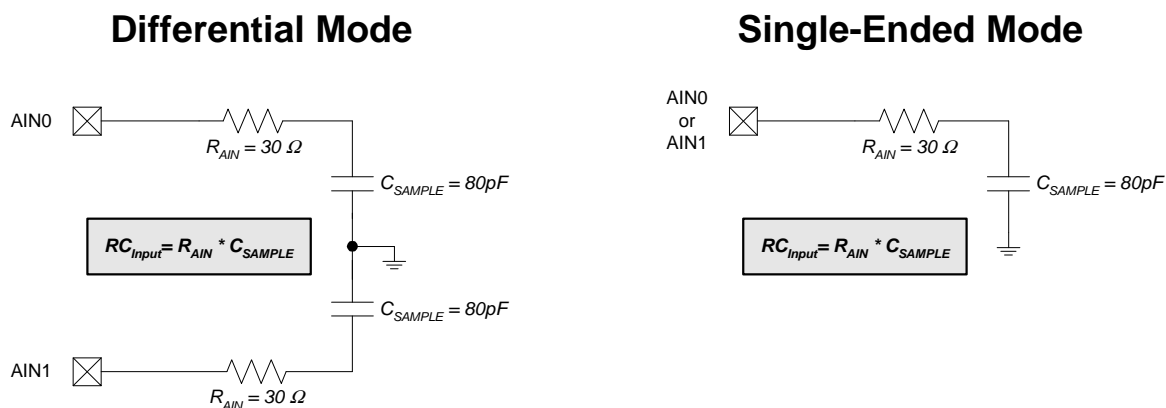 Differential Mode
AIN0
R_AIN = 30 Ω
C_SAMPLE = 80pF
RC_Input= R_AIN * C_SAMPLE
C_SAMPLE = 80pF
AIN1
R_AIN = 30 Ω
Single-Ended Mode
AIN0
or
AIN1
R_AIN = 30 Ω
C_SAMPLE = 80pF
RC_Input= R_AIN * C_SAMPLE